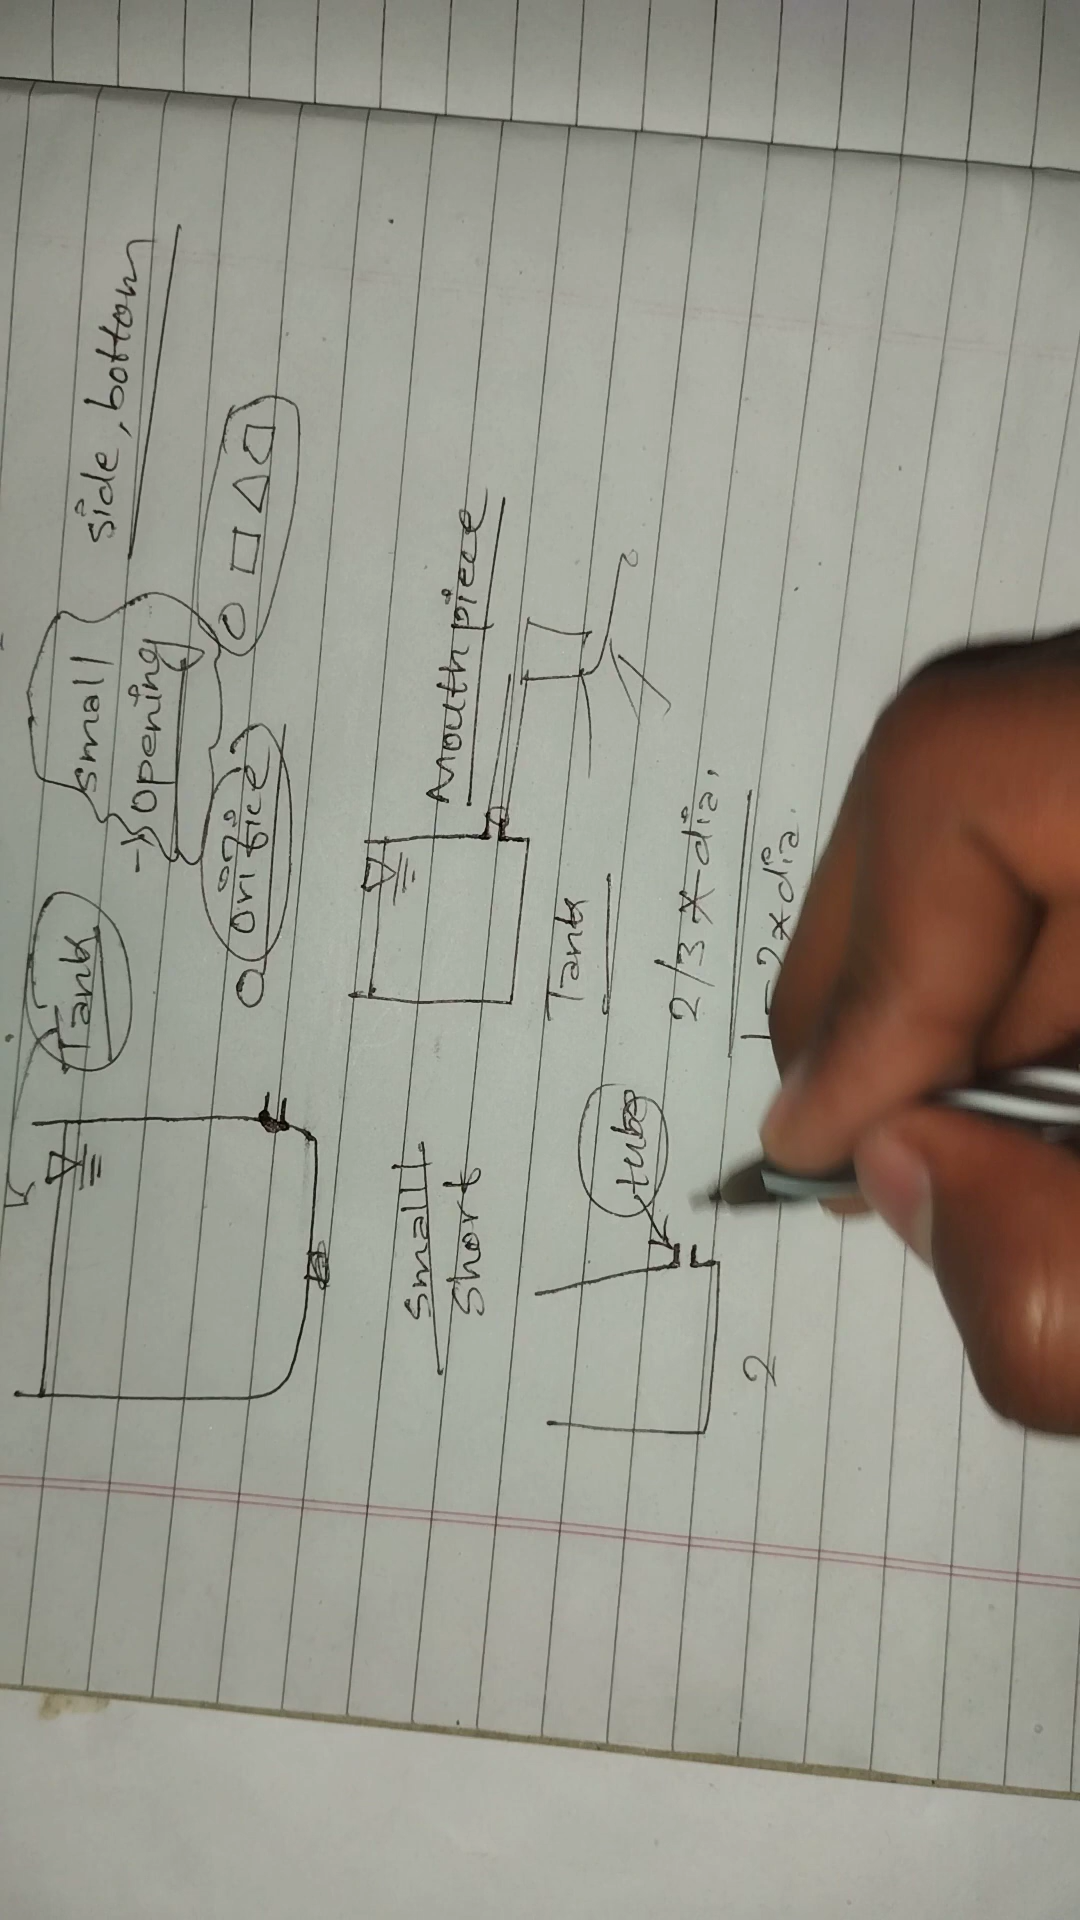 Tank
small
opening
side, bottom
orifice
Mouthpiece
small
short
Tank
tube
2/3 * dia,
2 * dia.
2